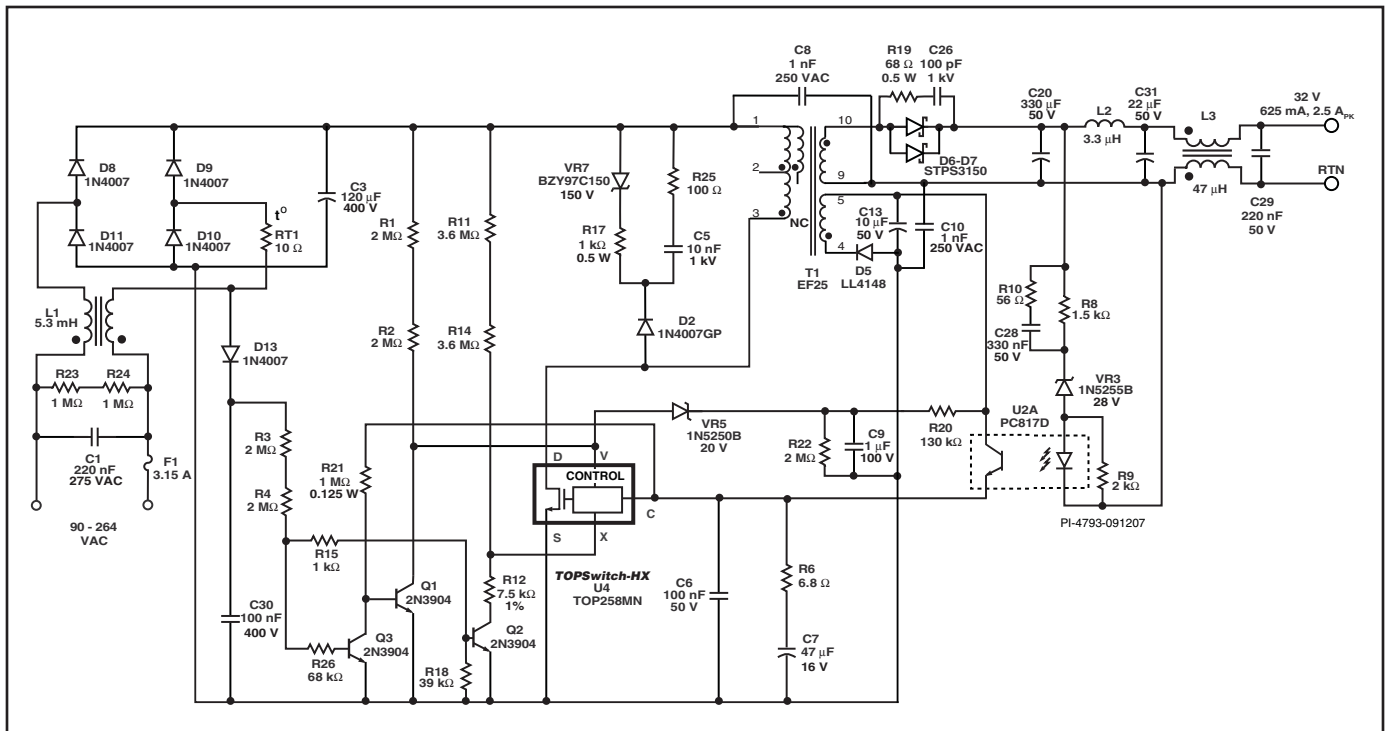 C8
1 nF
250 VAC
R19
68 Ω
0.5 W
C26
100 pF
1 kV
C20
330 μF
50 V
L2
3.3 μH
C31
22 μF
50 V
L3
47 μH
32 V
625 mA, 2.5 A_PK
RTN
C29
220 nF
50 V
D8
1N4007
D9
1N4007
D11
1N4007
D10
1N4007
C3
120 μF
400 V
t°
RT1
10 Ω
R1
2 MΩ
R11
3.6 MΩ
VR7
BZY97C150
150 V
R25
100 Ω
R17
1 kΩ
0.5 W
C5
10 nF
1 kV
1
2
3
NC
10
9
5
4
D6-D7
STPS3150
C13
10 μF
50 V
C10
1 nF
250 VAC
T1
EF25
D5
LL4148
L1
5.3 mH
R2
2 MΩ
R14
3.6 MΩ
D2
1N4007GP
R10
56 Ω
R8
1.5 kΩ
C28
330 nF
50 V
D13
1N4007
R23
1 MΩ
R24
1 MΩ
VR3
1N5255B
28 V
C1
220 nF
275 VAC
F1
3.15 A
R3
2 MΩ
R4
2 MΩ
R21
1 MΩ
0.125 W
VR5
1N5250B
20 V
R22
2 MΩ
C9
1 μF
100 V
R20
130 kΩ
U2A
PC817D
R9
2 kΩ
D
V
CONTROL
C
S
X
90 - 264
VAC
PI-4793-091207
R15
1 kΩ
TOPSwitch-HX
U4
TOP258MN
R12
7.5 kΩ
1%
C6
100 nF
50 V
R6
6.8 Ω
C7
47 μF
16 V
C30
100 nF
400 V
Q1
2N3904
Q3
2N3904
Q2
2N3904
R26
68 kΩ
R18
39 kΩ